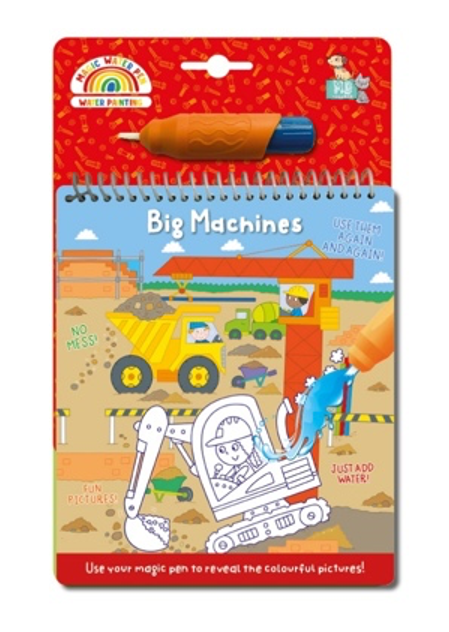 MAGIC WATER PEN
WATER PAINTING
Big Machines
USE THEM
AGAIN
AND AGAIN!
NO
MESS!
FUN
PICTURES!
JUST ADD
WATER!
Use your magic pen to reveal the colourful pictures!